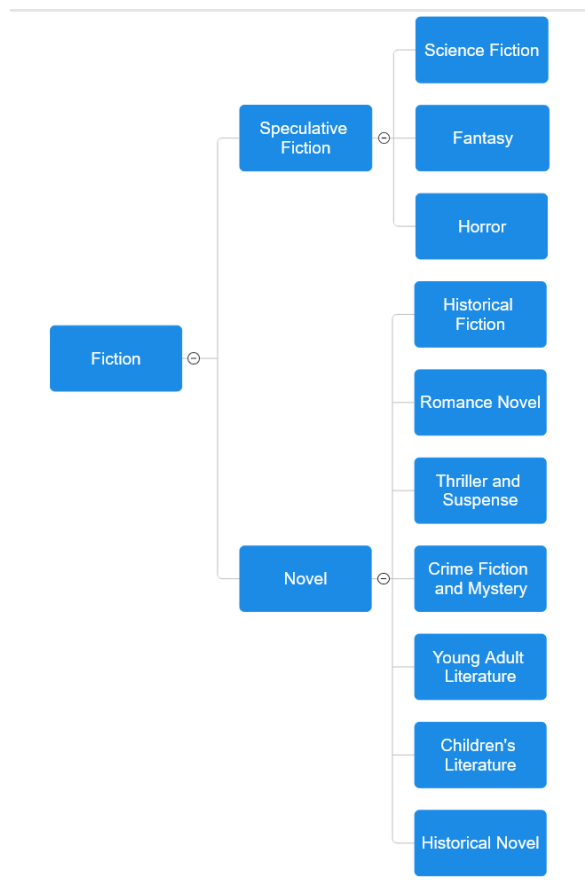 Science Fiction
Speculative
Fiction
Fantasy
Horror
Historical
Fiction
Fiction
Romance Novel
Thriller and
Suspense
Novel
Crime Fiction
and Mystery
Young Adult
Literature
Children's
Literature
Historical Novel